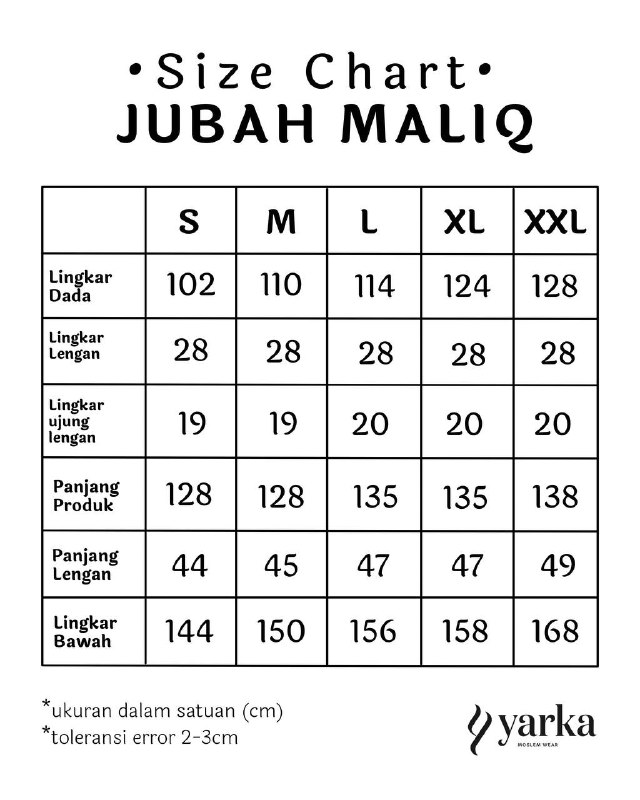 •Size Chart•
JUBAH MALIQ
S M L XL XXL
Lingkar
Dada
102 110 114 124 128
Lingkar
Lengan
28 28 28 28 28
Lingkar
ujung
lengan
19 19 20 20 20
Panjang
Produk
128 128 135 135 138
Panjang
Lengan
44 45 47 47 49
Lingkar
Bawah
144 150 156 158 168
*ukuran dalam satuan (cm)
*toleransi error 2-3cm
yarka
MOSLEM WEAR